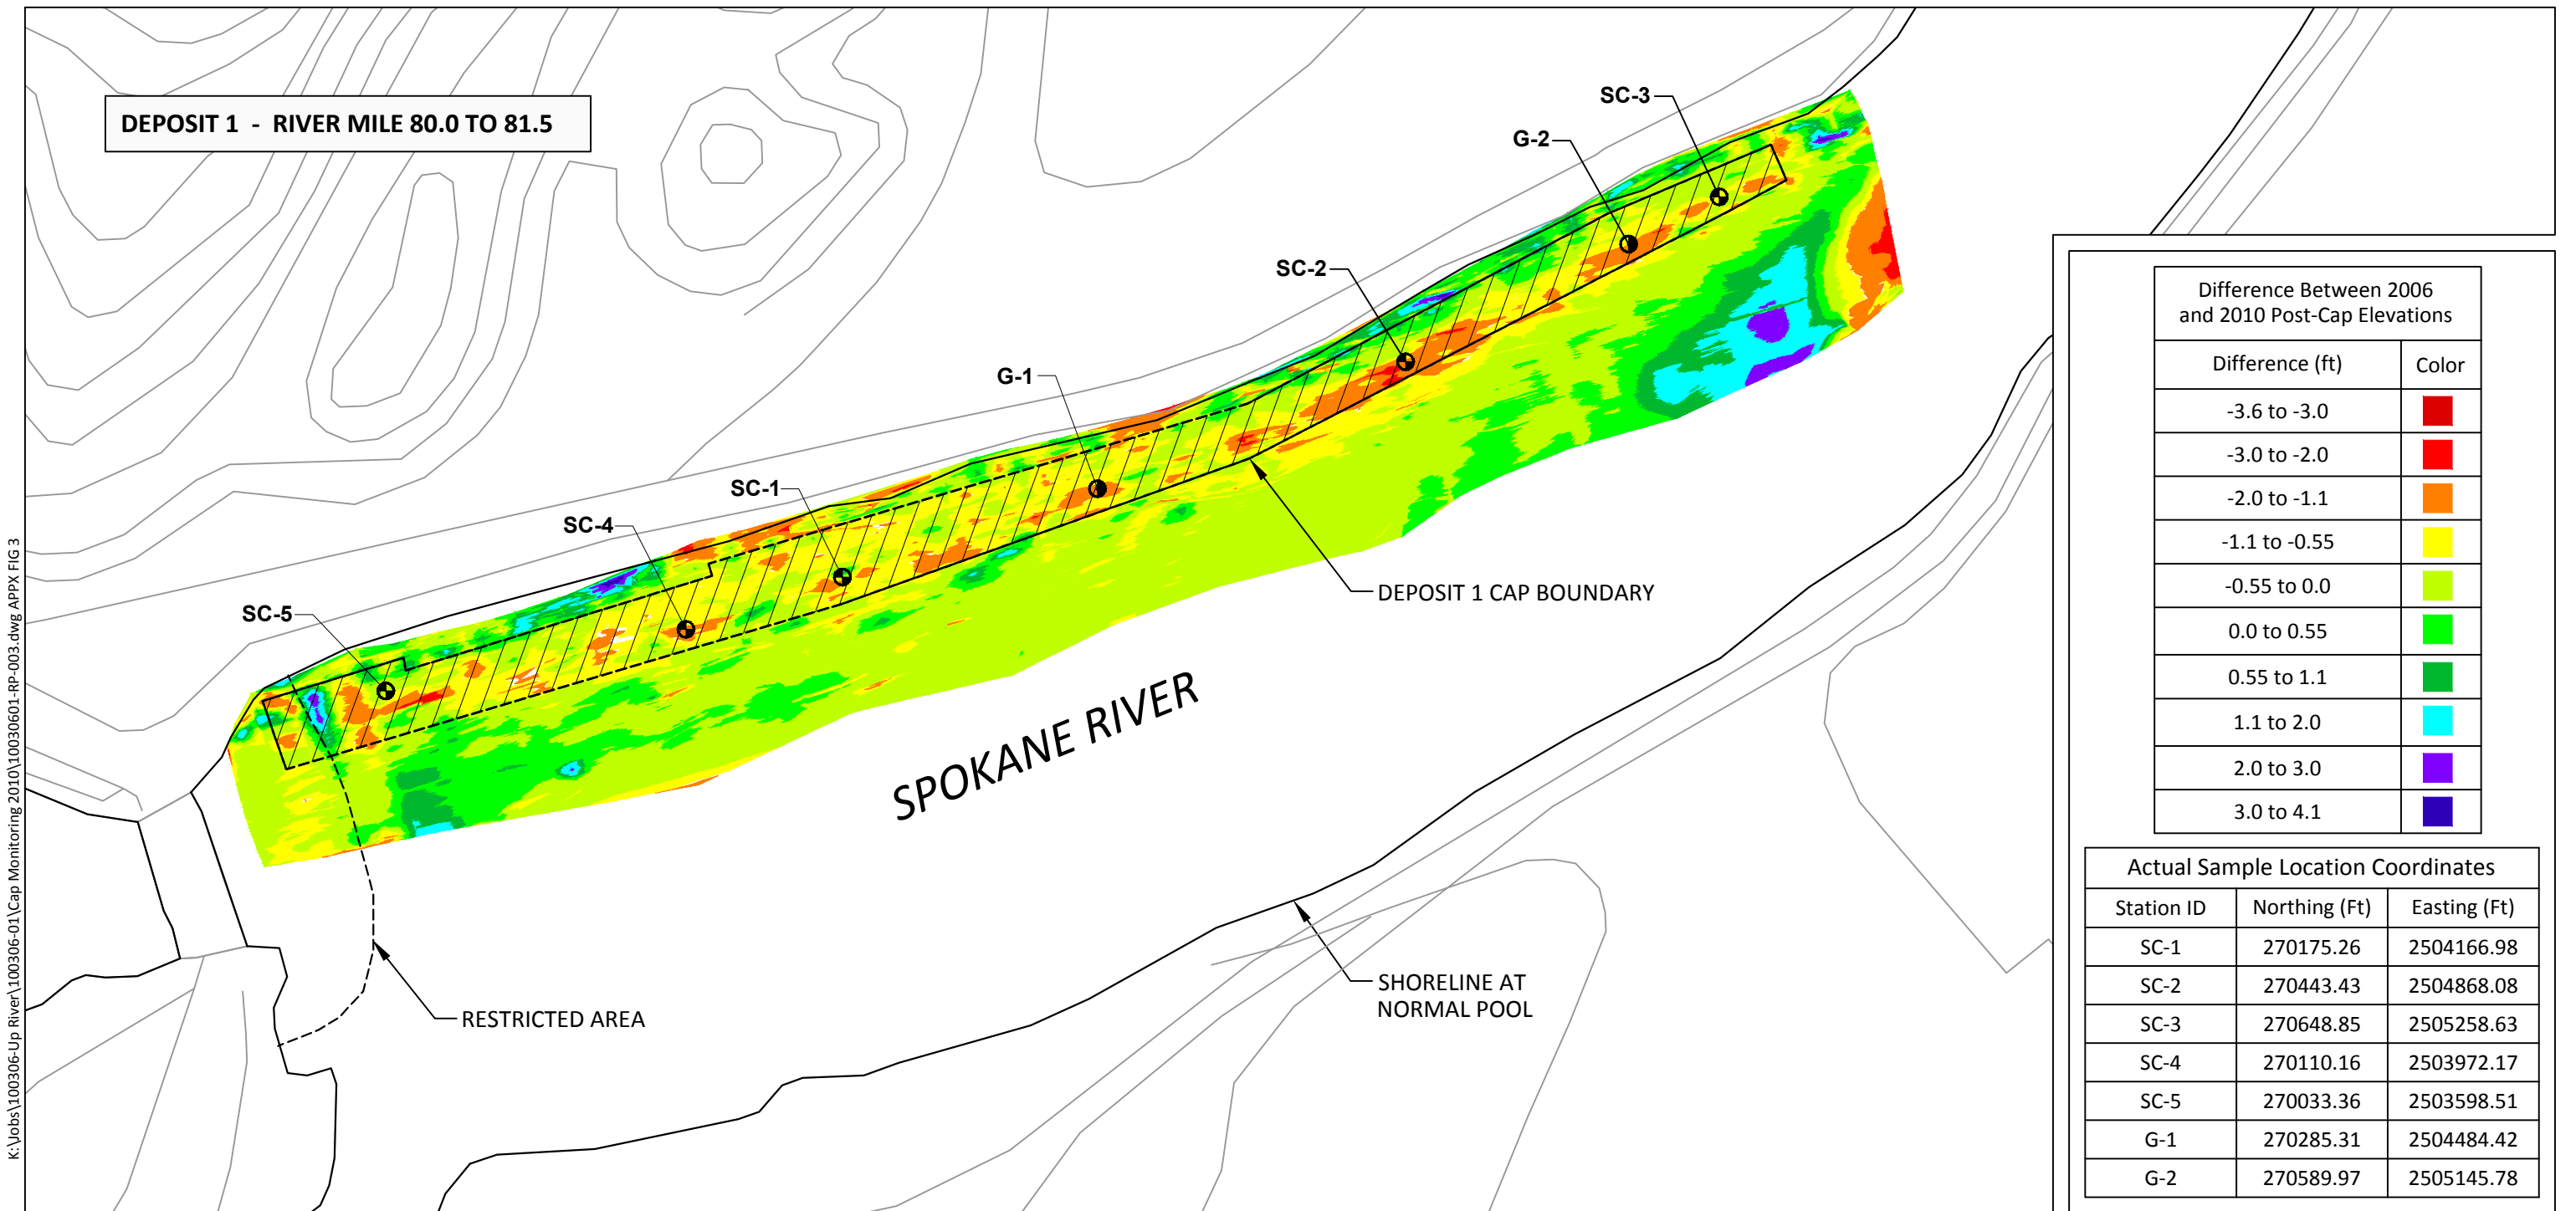 DEPOSIT 1 - RIVER MILE 80.0 TO 81.5
SC-3
G-2
SC-2
G-1
SC-1
SC-4
SC-5
DEPOSIT 1 CAP BOUNDARY
SPOKANE RIVER
SHORELINE AT
NORMAL POOL
RESTRICTED AREA
K:\Jobs\100306-Up River\100306-01\Cap Monitoring 2010\10030601-RP-003.dwg APPX FIG 3
Difference Between 2006
and 2010 Post-Cap Elevations
Difference (ft) Color
-3.6 to -3.0
-3.0 to -2.0
-2.0 to -1.1
-1.1 to -0.55
-0.55 to 0.0
0.0 to 0.55
0.55 to 1.1
1.1 to 2.0
2.0 to 3.0
3.0 to 4.1
Actual Sample Location Coordinates
Station ID Northing (Ft) Easting (Ft)
SC-1 270175.26 2504166.98
SC-2 270443.43 2504868.08
SC-3 270648.85 2505258.63
SC-4 270110.16 2503972.17
SC-5 270033.36 2503598.51
G-1 270285.31 2504484.42
G-2 270589.97 2505145.78